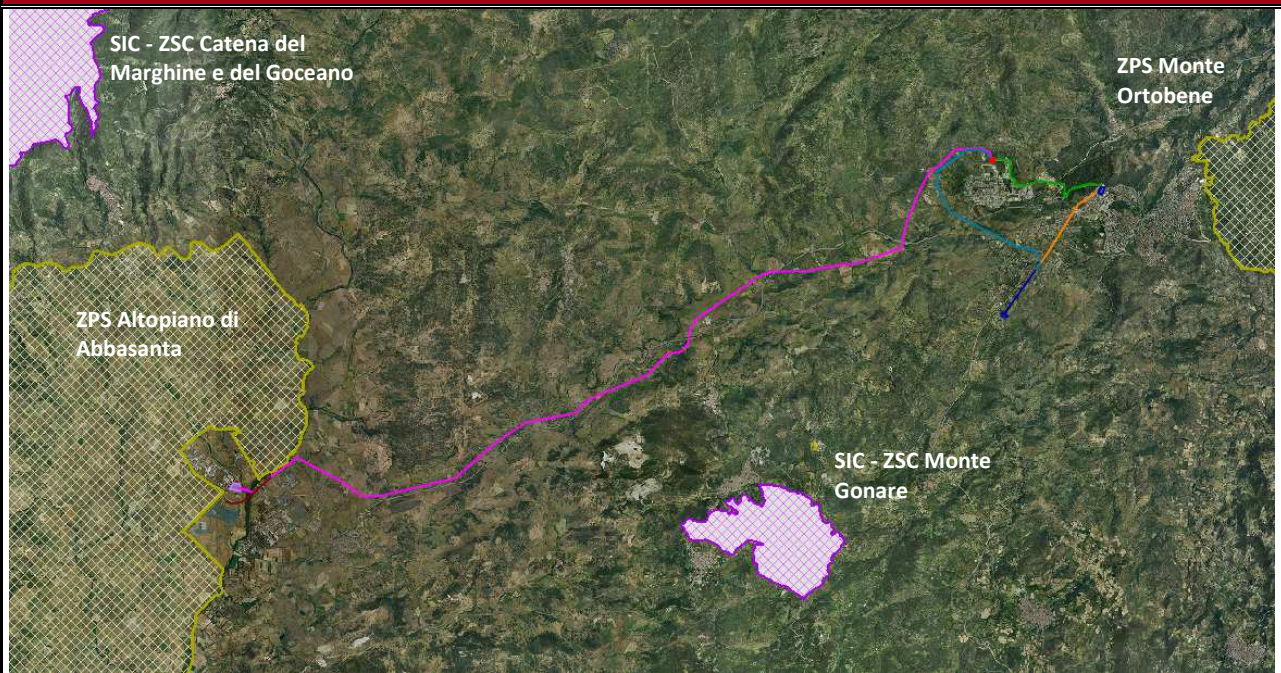 SIC - ZSC Catena del
Marghine e del Goceano
ZPS Monte
Ortobene
ZPS Altopiano di
Abbasanta
SIC - ZSC Monte
Gonare